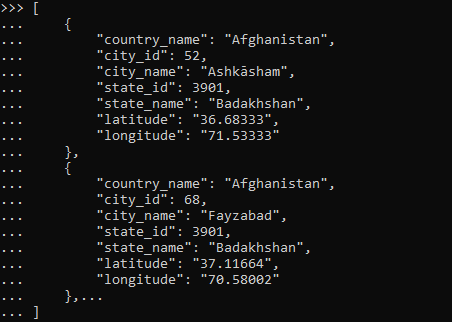 >>> [
...     {
...         "country_name": "Afghanistan",
...         "city_id": 52,
...         "city_name": "Ashkāsham",
...         "state_id": 3901,
...         "state_name": "Badakhshan",
...         "latitude": "36.68333",
...         "longitude": "71.53333"
...     },
...     {
...         "country_name": "Afghanistan",
...         "city_id": 68,
...         "city_name": "Fayzabad",
...         "state_id": 3901,
...         "state_name": "Badakhshan",
...         "latitude": "37.11664",
...         "longitude": "70.58002"
...     },...
... ]